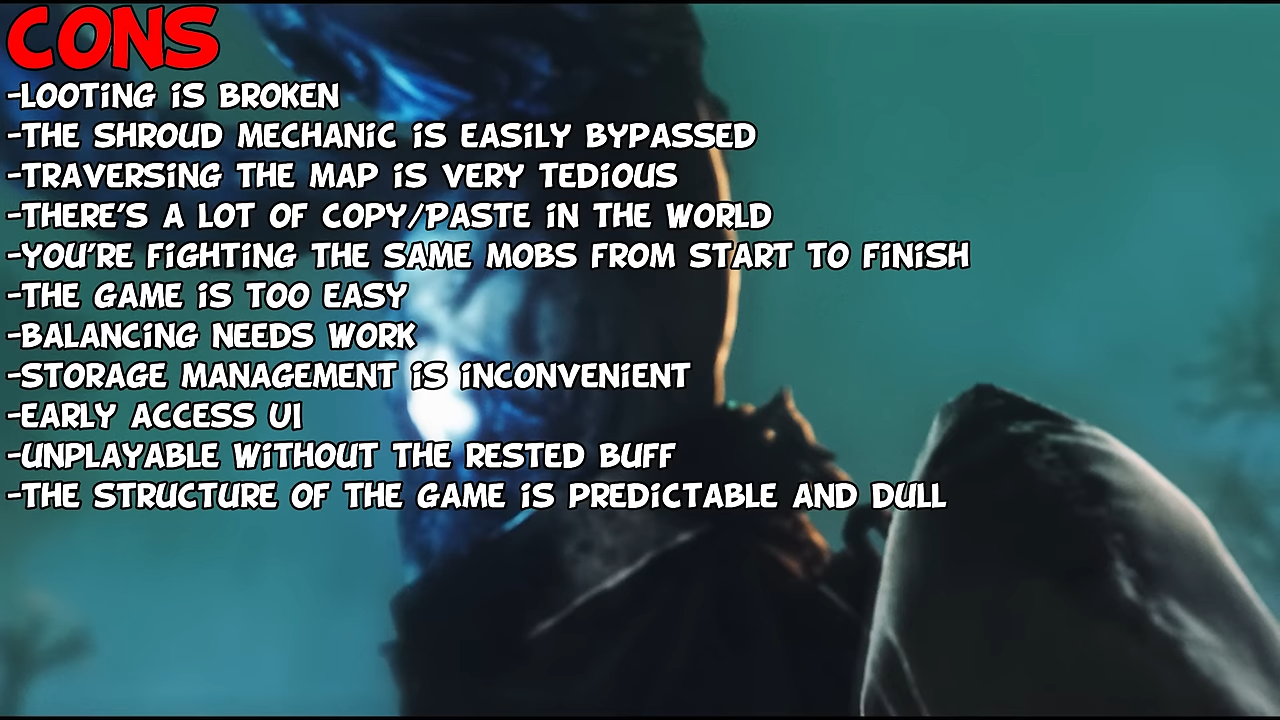 CONS
-LOOTING IS BROKEN
-THE SHROUD MECHANIC IS EASILY BYPASSED
-TRAVERSING THE MAP IS VERY TEDIOUS
-THERE'S A LOT OF COPY/PASTE IN THE WORLD
-YOU'RE FIGHTING THE SAME MOBS FROM START TO FINISH
-THE GAME IS TOO EASY
-BALANCING NEEDS WORK
-STORAGE MANAGEMENT IS INCONVENIENT
-EARLY ACCESS UI
-UNPLAYABLE WITHOUT THE RESTED BUFF
-THE STRUCTURE OF THE GAME IS PREDICTABLE AND DULL